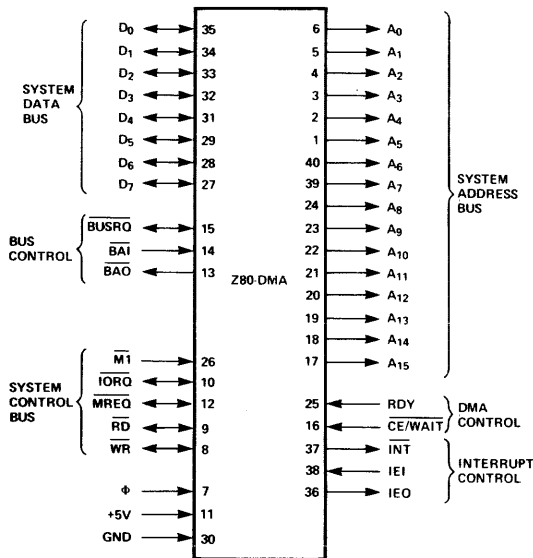 D₀ 35
D₁ 34
D₂ 33
D₃ 32
D₄ 31
D₅ 29
D₆ 28
D₇ 27
SYSTEM
DATA
BUS
BUSRQ 15
BAI 14
BAO 13
BUS
CONTROL
M1 26
IORQ 10
MREQ 12
RD 9
WR 8
SYSTEM
CONTROL
BUS
Φ 7
+5V 11
GND 30
Z80-DMA
6 A₀
5 A₁
4 A₂
3 A₃
2 A₄
1 A₅
40 A₆
39 A₇
24 A₈
23 A₉
22 A₁₀
21 A₁₁
20 A₁₂
19 A₁₃
18 A₁₄
17 A₁₅
SYSTEM
ADDRESS
BUS
25 RDY
16 CE/WAIT
DMA
CONTROL
37 INT
38 IEI
36 IEO
INTERRUPT
CONTROL